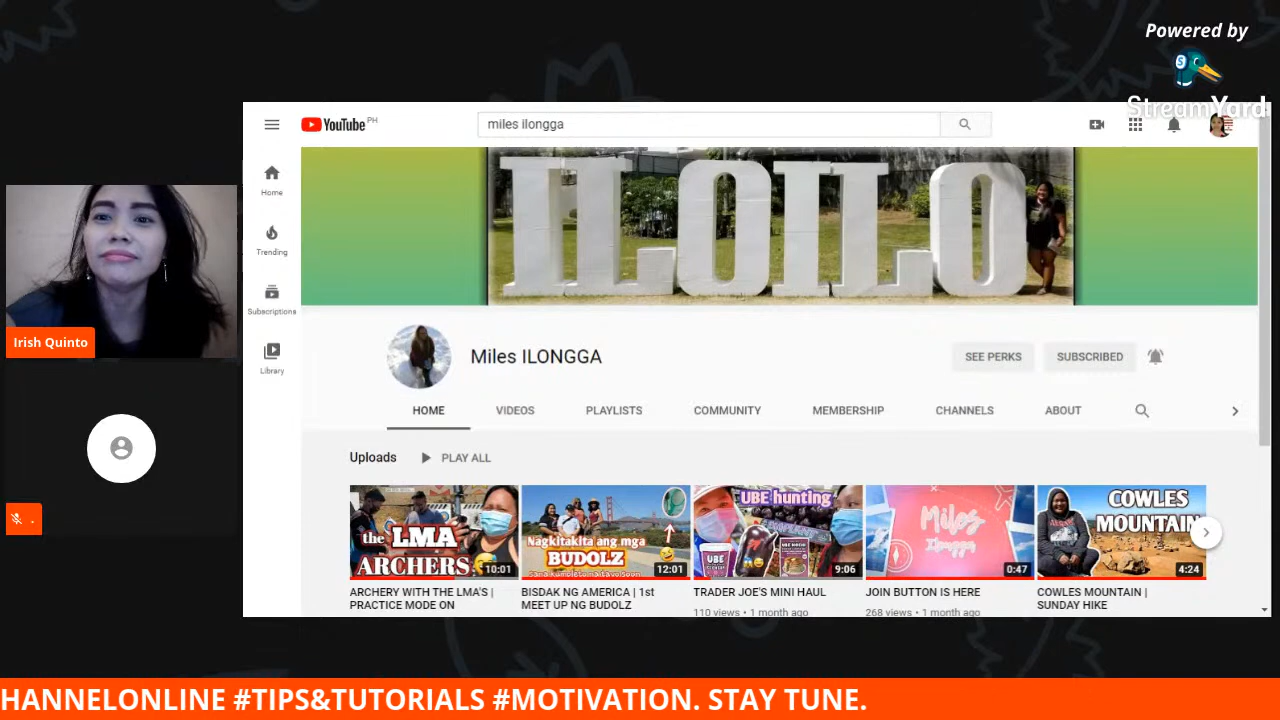 Powered by
StreamYard
YouTube PH
miles ilongga
Home
Trending
Subscriptions
Library
ILOILO
Irish Quinto
.
Miles ILONGGA
SEE PERKS
SUBSCRIBED
HOME VIDEOS PLAYLISTS COMMUNITY MEMBERSHIP CHANNELS ABOUT
Uploads PLAY ALL
the LMA
ARCHERS
10:01
Nagkitakita ang mga
BUDOLZ
12:01
UBE hunting
UBE
9:06
Miles
Ilongga
0:47
COWLES
MOUNTAIN
4:24
ARCHERY WITH THE LMA'S |
PRACTICE MODE ON
BISDAK NG AMERICA | 1st
MEET UP NG BUDOLZ
TRADER JOE'S MINI HAUL
110 views • 1 month ago
JOIN BUTTON IS HERE
268 views • 1 month ago
COWLES MOUNTAIN |
SUNDAY HIKE
HANNELONLINE #TIPS&TUTORIALS #MOTIVATION. STAY TUNE.